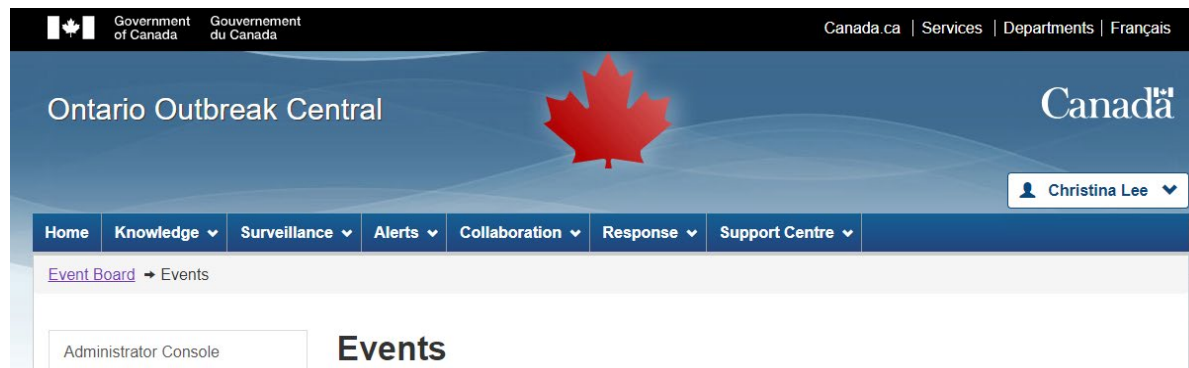 Government of Canada
Gouvernement du Canada
Canada.ca | Services | Departments | Français
Ontario Outbreak Central
Canada
Christina Lee
Home Knowledge Surveillance Alerts Collaboration Response Support Centre
Event Board ➔ Events
Administrator Console
Events